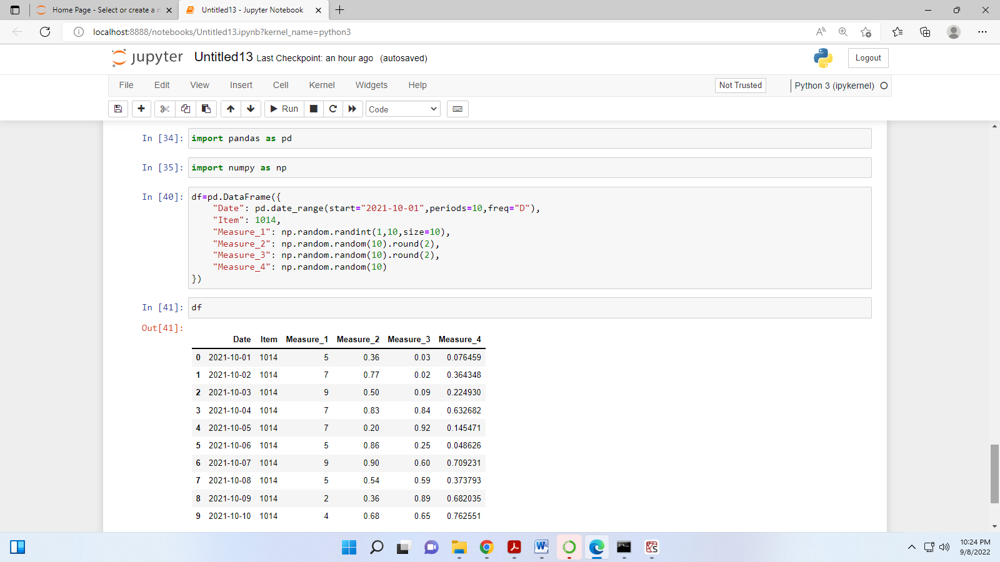 Home Page - Select or create a n
Untitled13 - Jupyter Notebook
localhost:8888/notebooks/Untitled13.ipynb?kernel_name=python3
jupyter Untitled13 Last Checkpoint: an hour ago (autosaved)
Logout
File Edit View Insert Cell Kernel Widgets Help
Not Trusted
Python 3 (ipykernel)
Run
Code
In [34]: import pandas as pd
In [35]: import numpy as np
In [40]: df=pd.DataFrame({
"Date": pd.date_range(start="2021-10-01",periods=10,freq="D"),
"Item": 1014,
"Measure_1": np.random.randint(1,10,size=10),
"Measure_2": np.random.random(10).round(2),
"Measure_3": np.random.random(10).round(2),
"Measure_4": np.random.random(10)
})
In [41]: df
Out[41]:
Date Item Measure_1 Measure_2 Measure_3 Measure_4
0 2021-10-01 1014 5 0.36 0.03 0.076459
1 2021-10-02 1014 7 0.77 0.02 0.364348
2 2021-10-03 1014 9 0.50 0.09 0.224930
3 2021-10-04 1014 7 0.83 0.84 0.632682
4 2021-10-05 1014 7 0.20 0.92 0.145471
5 2021-10-06 1014 5 0.86 0.25 0.048626
6 2021-10-07 1014 9 0.90 0.60 0.709231
7 2021-10-08 1014 5 0.54 0.59 0.373793
8 2021-10-09 1014 2 0.36 0.89 0.682035
9 2021-10-10 1014 4 0.68 0.65 0.762551
10:24 PM
9/8/2022